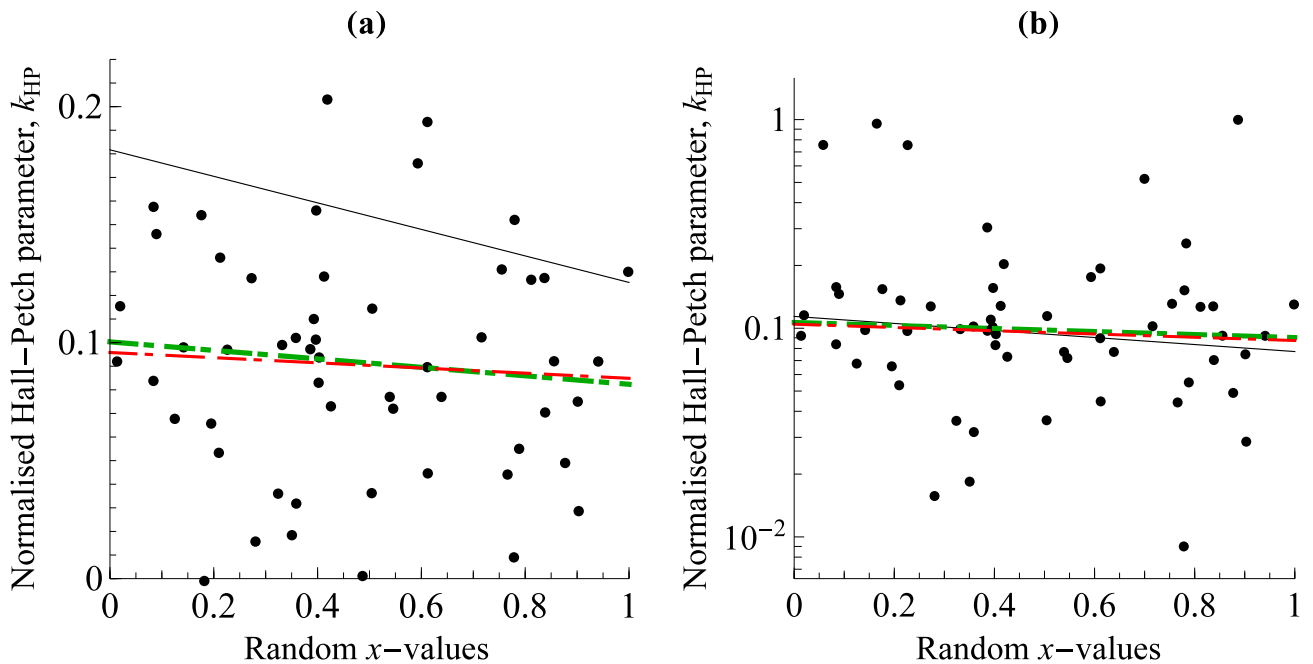 (a)
Normalised Hall−Petch parameter, kHP
0.2
0.1
0
0 0.2 0.4 0.6 0.8 1
Random x−values
(b)
Normalised Hall−Petch parameter, kHP
1
0.1
10⁻²
0 0.2 0.4 0.6 0.8 1
Random x−values